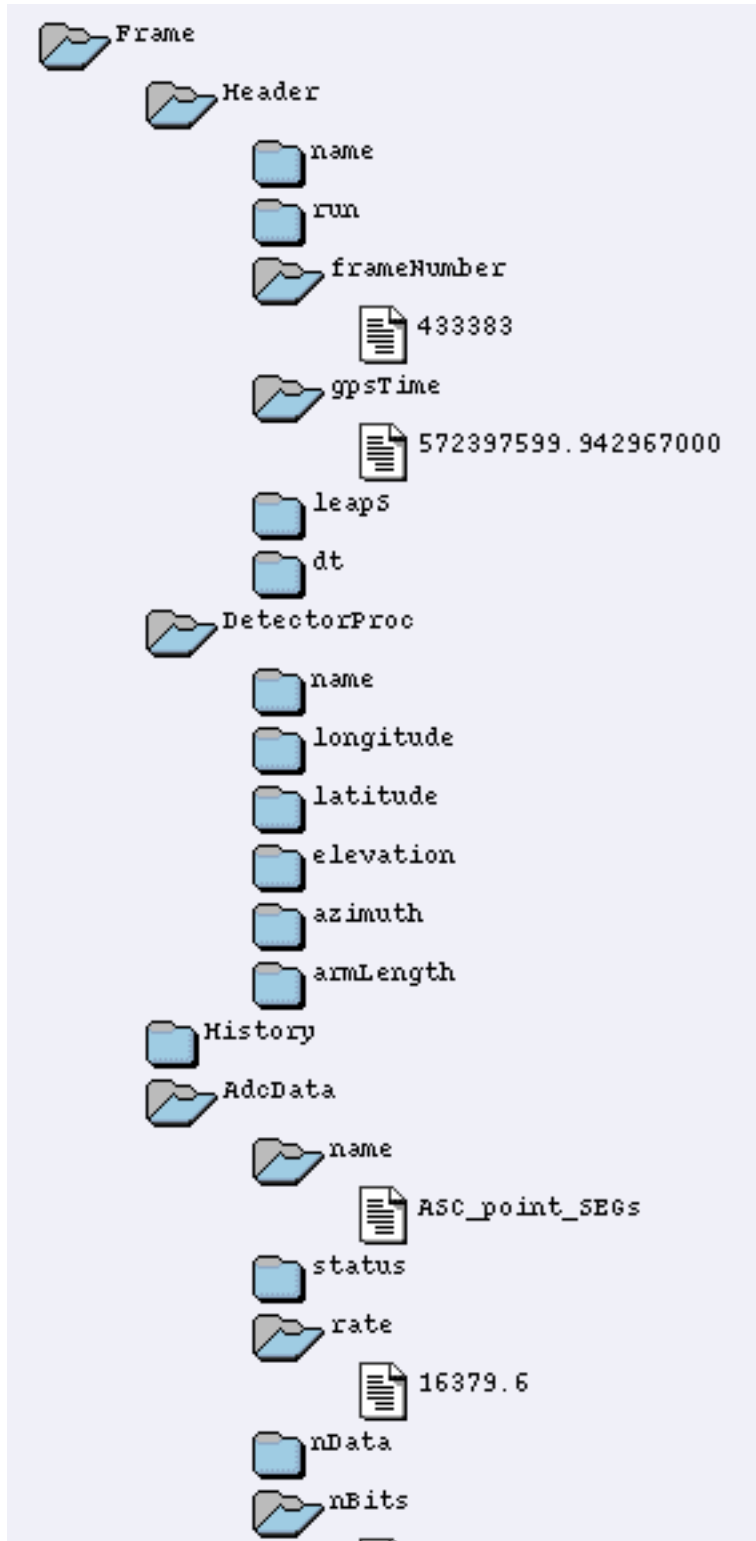 Frame
Header
name
run
frameNumber
433383
gpsTime
572397599.942967000
leapS
dt
DetectorProc
name
longitude
latitude
elevation
azimuth
armLength
History
AdcData
name
ASC_point_SEGs
status
rate
16379.6
nData
nBits